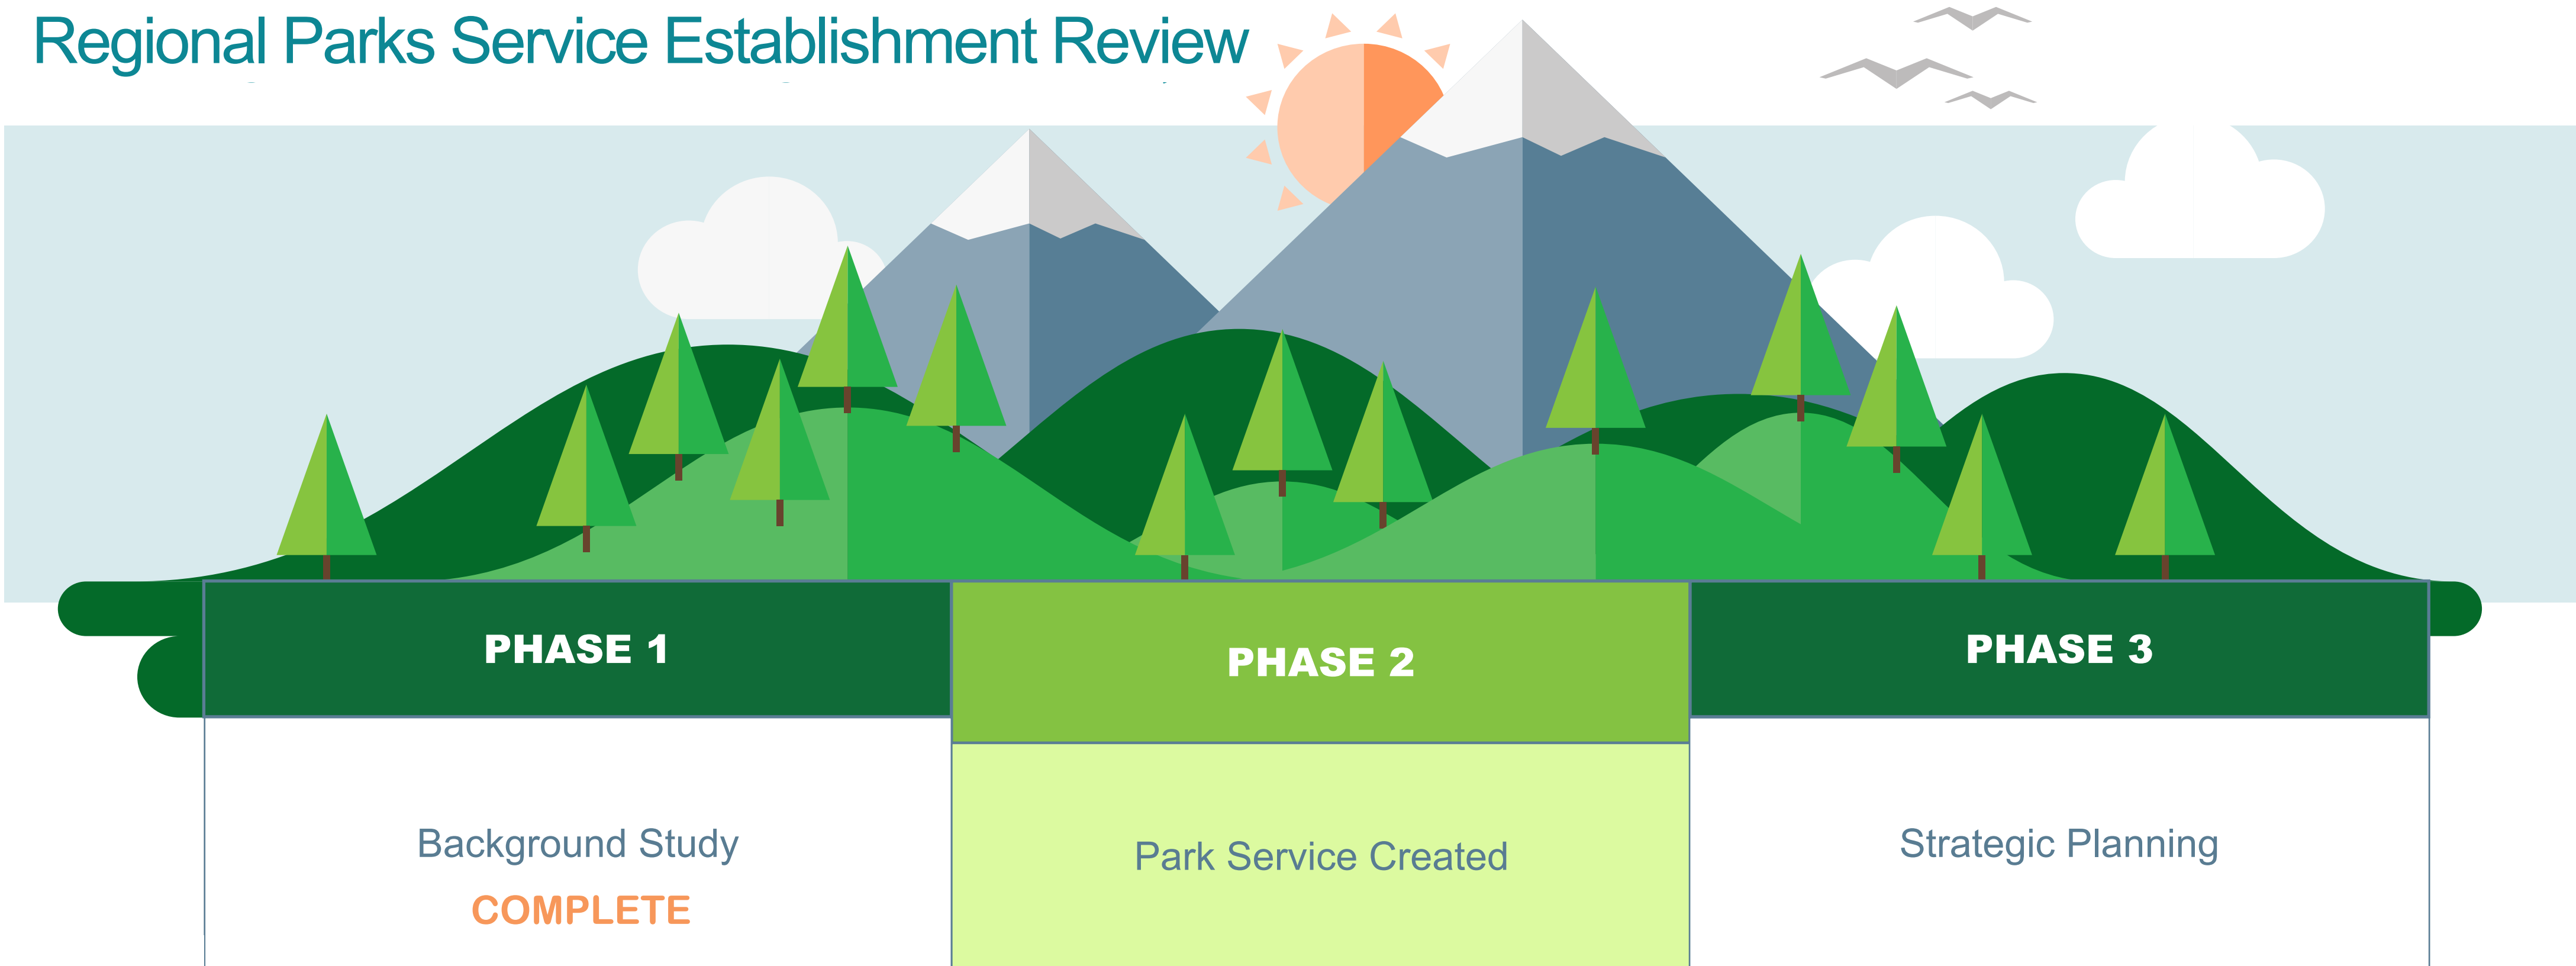 Regional Parks Service Establishment Review
PHASE 1
PHASE 2
PHASE 3
Background Study
COMPLETE
Park Service Created
Strategic Planning